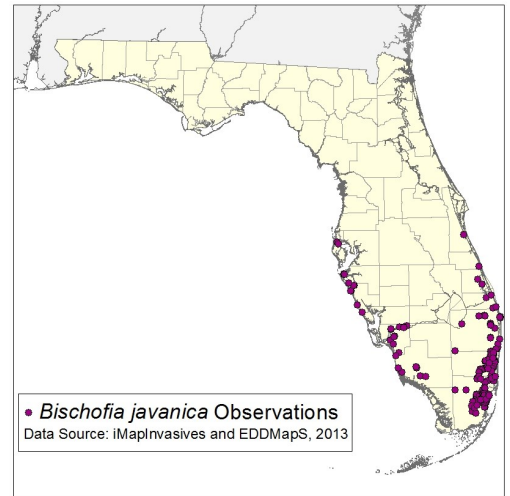 Bischofia javanica Observations
Data Source: iMapInvasives and EDDMapS, 2013